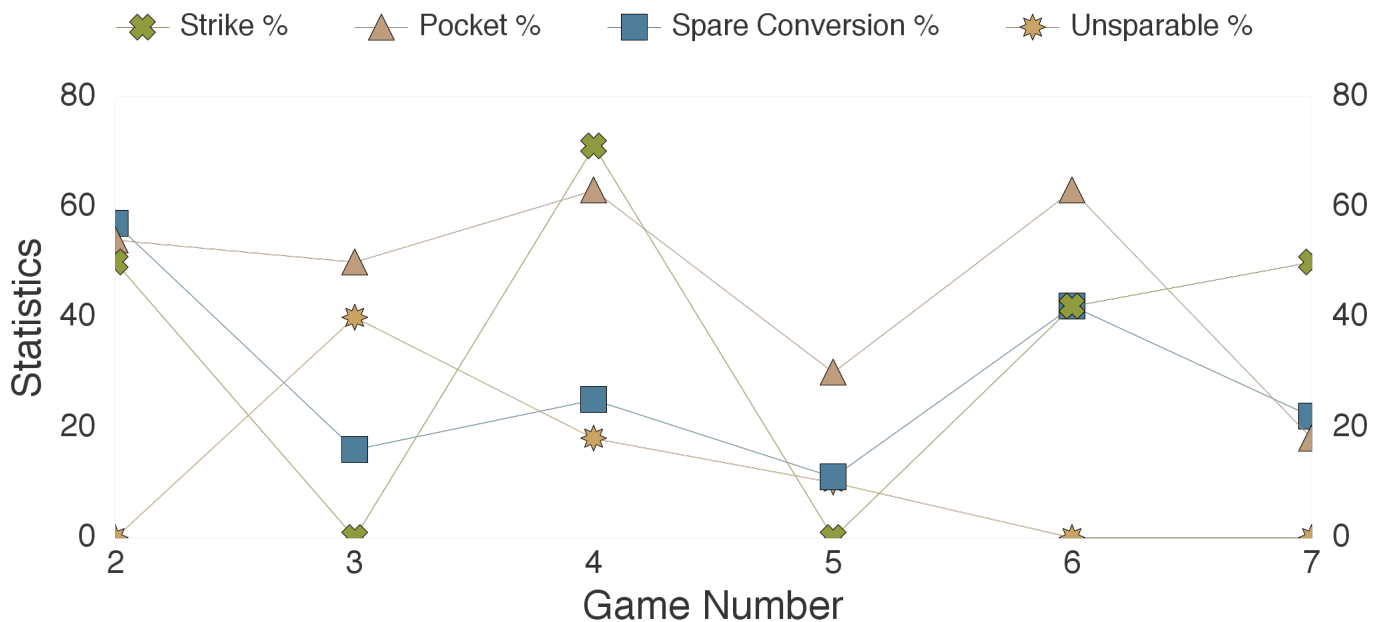 Strike % Pocket % Spare Conversion % Unsparable %
80 80
60 60
Statistics
40 40
20 20
0 0
2 3 4 5 6 7
Game Number